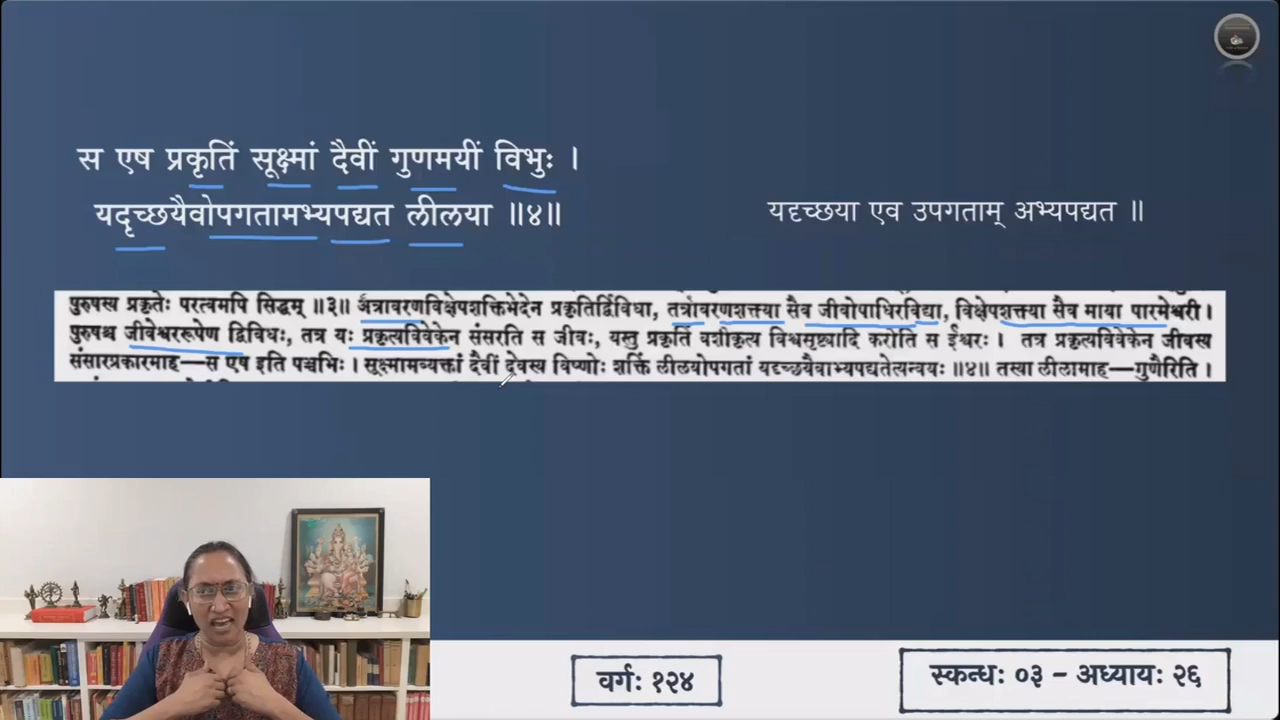 स एष प्रकृतिं सूक्ष्मां दैवीं गुणमयीं विभुः ।
यदृच्छयैवोपगतामभ्यपद्यत लीलया ॥४॥
यदृच्छया एव उपगताम् अभ्यपद्यत ॥
पुरुषस्य प्रकृतेः परत्वमपि सिद्धम् ॥३॥ अत्रावरणविक्षेपशक्तिभेदेन प्रकृतिर्द्विविधा, तत्रावरणशक्त्या सैव जीवोपाधिरविद्या, विक्षेपशक्त्या सैव माया पारमेश्वरी ।
पुरुषश्च जीवेश्वररूपेण द्विविधः, तत्र यः प्रकृत्यविवेकेन संसरति स जीवः, यस्तु प्रकृतिं वशीकृत्य विश्वसृष्ट्यादि करोति स ईश्वरः । तत्र प्रकृत्यविवेकेन जीवस्य
संसारप्रकारमाह—स एष इति पञ्चभिः । सूक्ष्मामव्यक्तां दैवीं देवस्य विष्णोः शक्तिं लीलयोपगतां यदृच्छयैवाभ्यपद्यतेत्यन्वयः ॥४॥ तस्या लीलामाह—गुणैरिति ।
वर्गः १२४
स्कन्धः ०३ - अध्यायः २६